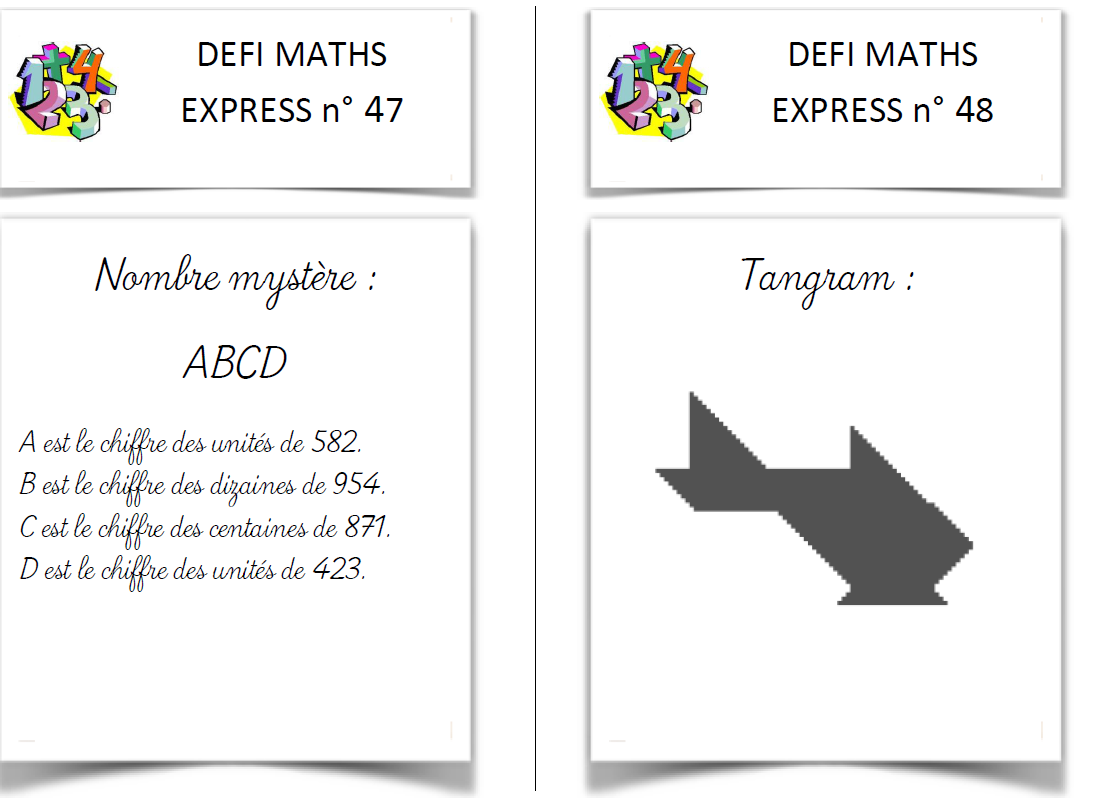 DEFI MATHS
EXPRESS n° 47
Nombre mystère :
ABCD
A est le chiffre des unités de 582.
B est le chiffre des dizaines de 954.
C est le chiffre des centaines de 871.
D est le chiffre des unités de 423.
DEFI MATHS
EXPRESS n° 48
Tangram :